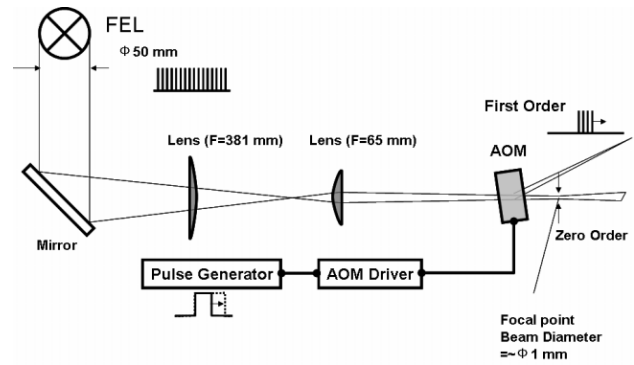 FEL
Φ 50 mm
First Order
Lens (F=381 mm)
Lens (F=65 mm)
AOM
Mirror
Zero Order
Pulse Generator
AOM Driver
Focal point
Beam Diameter
=~Φ 1 mm